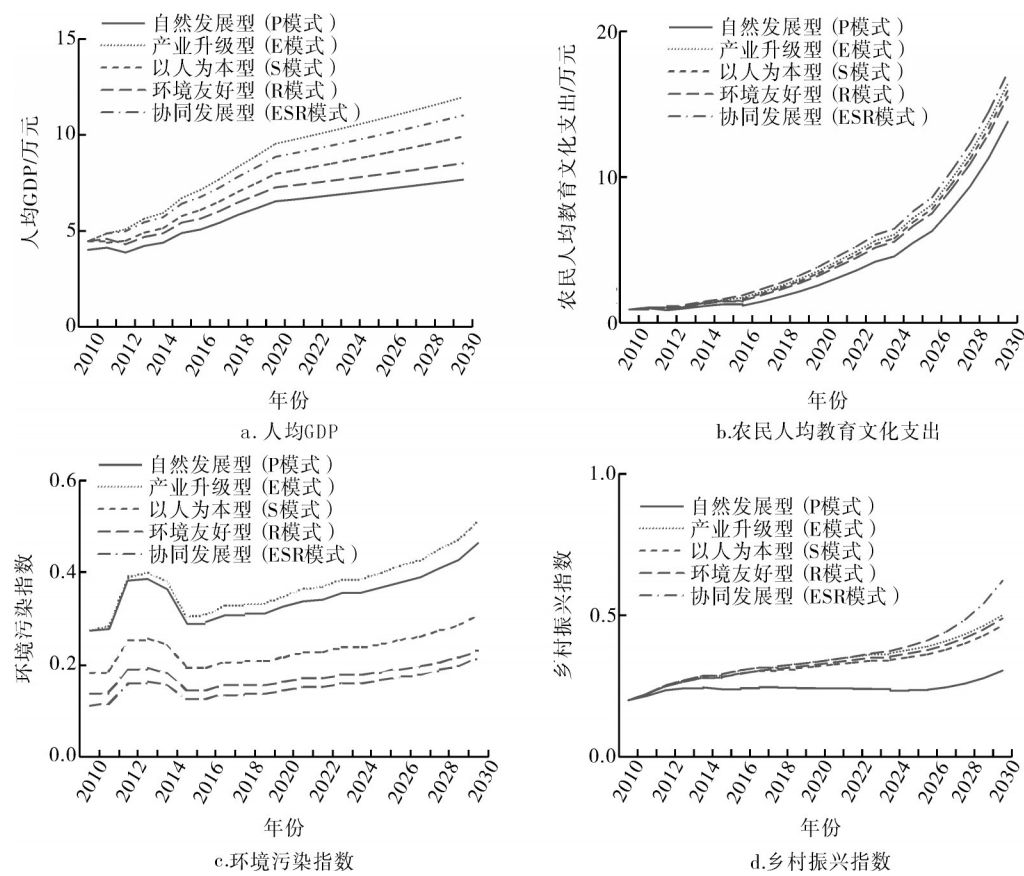 自然发展型 (P模式)
产业升级型 (E模式)
以人为本型 (S模式)
环境友好型 (R模式)
协同发展型 (ESR模式)
人均GDP/万元
15
10
5
0
2010 2012 2014 2016 2018 2020 2022 2024 2026 2028 2030
年份
a. 人均GDP
自然发展型 (P模式)
产业升级型 (E模式)
以人为本型 (S模式)
环境友好型 (R模式)
协同发展型 (ESR模式)
农民人均教育文化支出/万元
20
10
0
2010 2012 2014 2016 2018 2020 2022 2024 2026 2028 2030
年份
b.农民人均教育文化支出
自然发展型 (P模式)
产业升级型 (E模式)
以人为本型 (S模式)
环境友好型 (R模式)
协同发展型 (ESR模式)
环境污染指数
0.6
0.4
0.2
0.0
2010 2012 2014 2016 2018 2020 2022 2024 2026 2028 2030
年份
c.环境污染指数
自然发展型 (P模式)
产业升级型 (E模式)
以人为本型 (S模式)
环境友好型 (R模式)
协同发展型 (ESR模式)
乡村振兴指数
1.0
0.5
0.0
2010 2012 2014 2016 2018 2020 2022 2024 2026 2028 2030
年份
d.乡村振兴指数